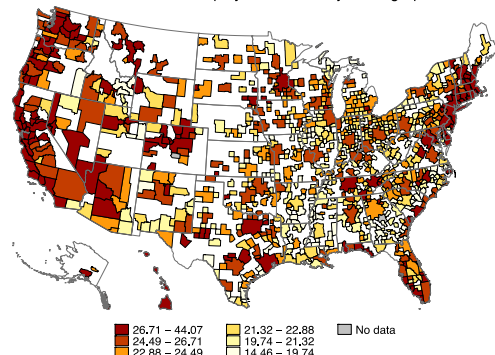 26.71 – 44.07
24.49 – 26.71
22.88 – 24.49
21.32 – 22.88
19.74 – 21.32
14.46 – 19.74
No data